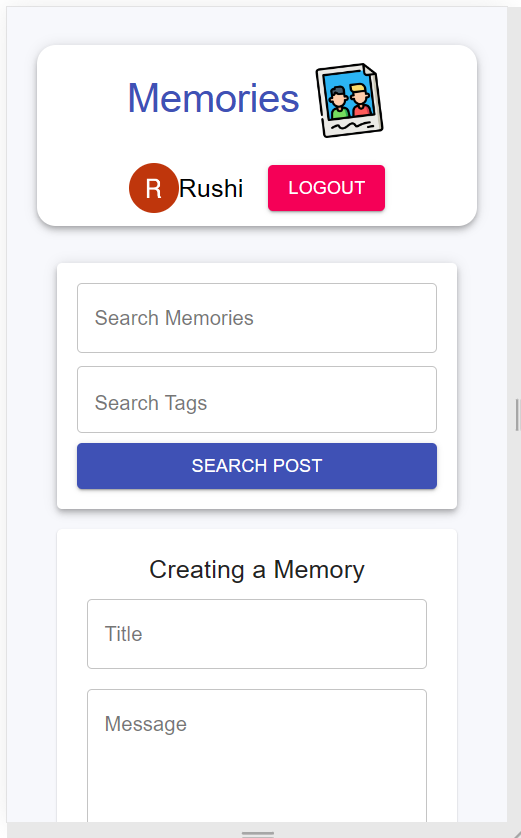 Memories
R Rushi LOGOUT
Search Memories
Search Tags
SEARCH POST
Creating a Memory
Title
Message